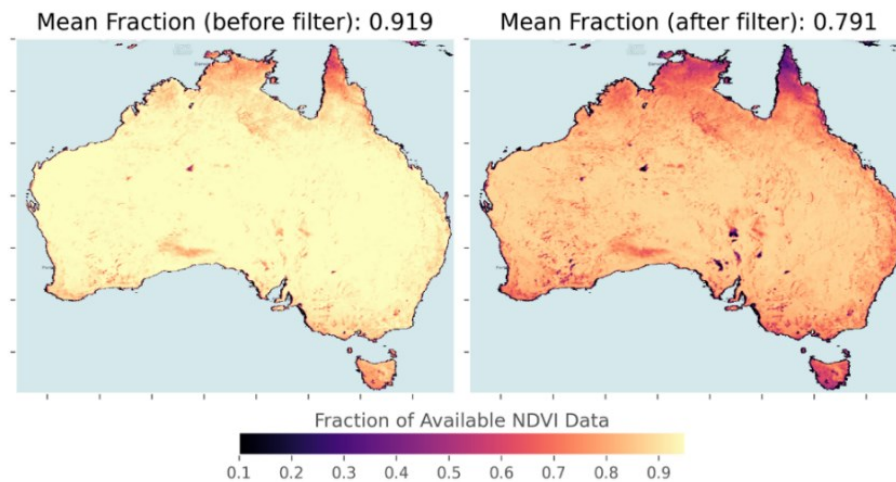 Mean Fraction (before filter): 0.919
Mean Fraction (after filter): 0.791
Fraction of Available NDVI Data
0.1 0.2 0.3 0.4 0.5 0.6 0.7 0.8 0.9